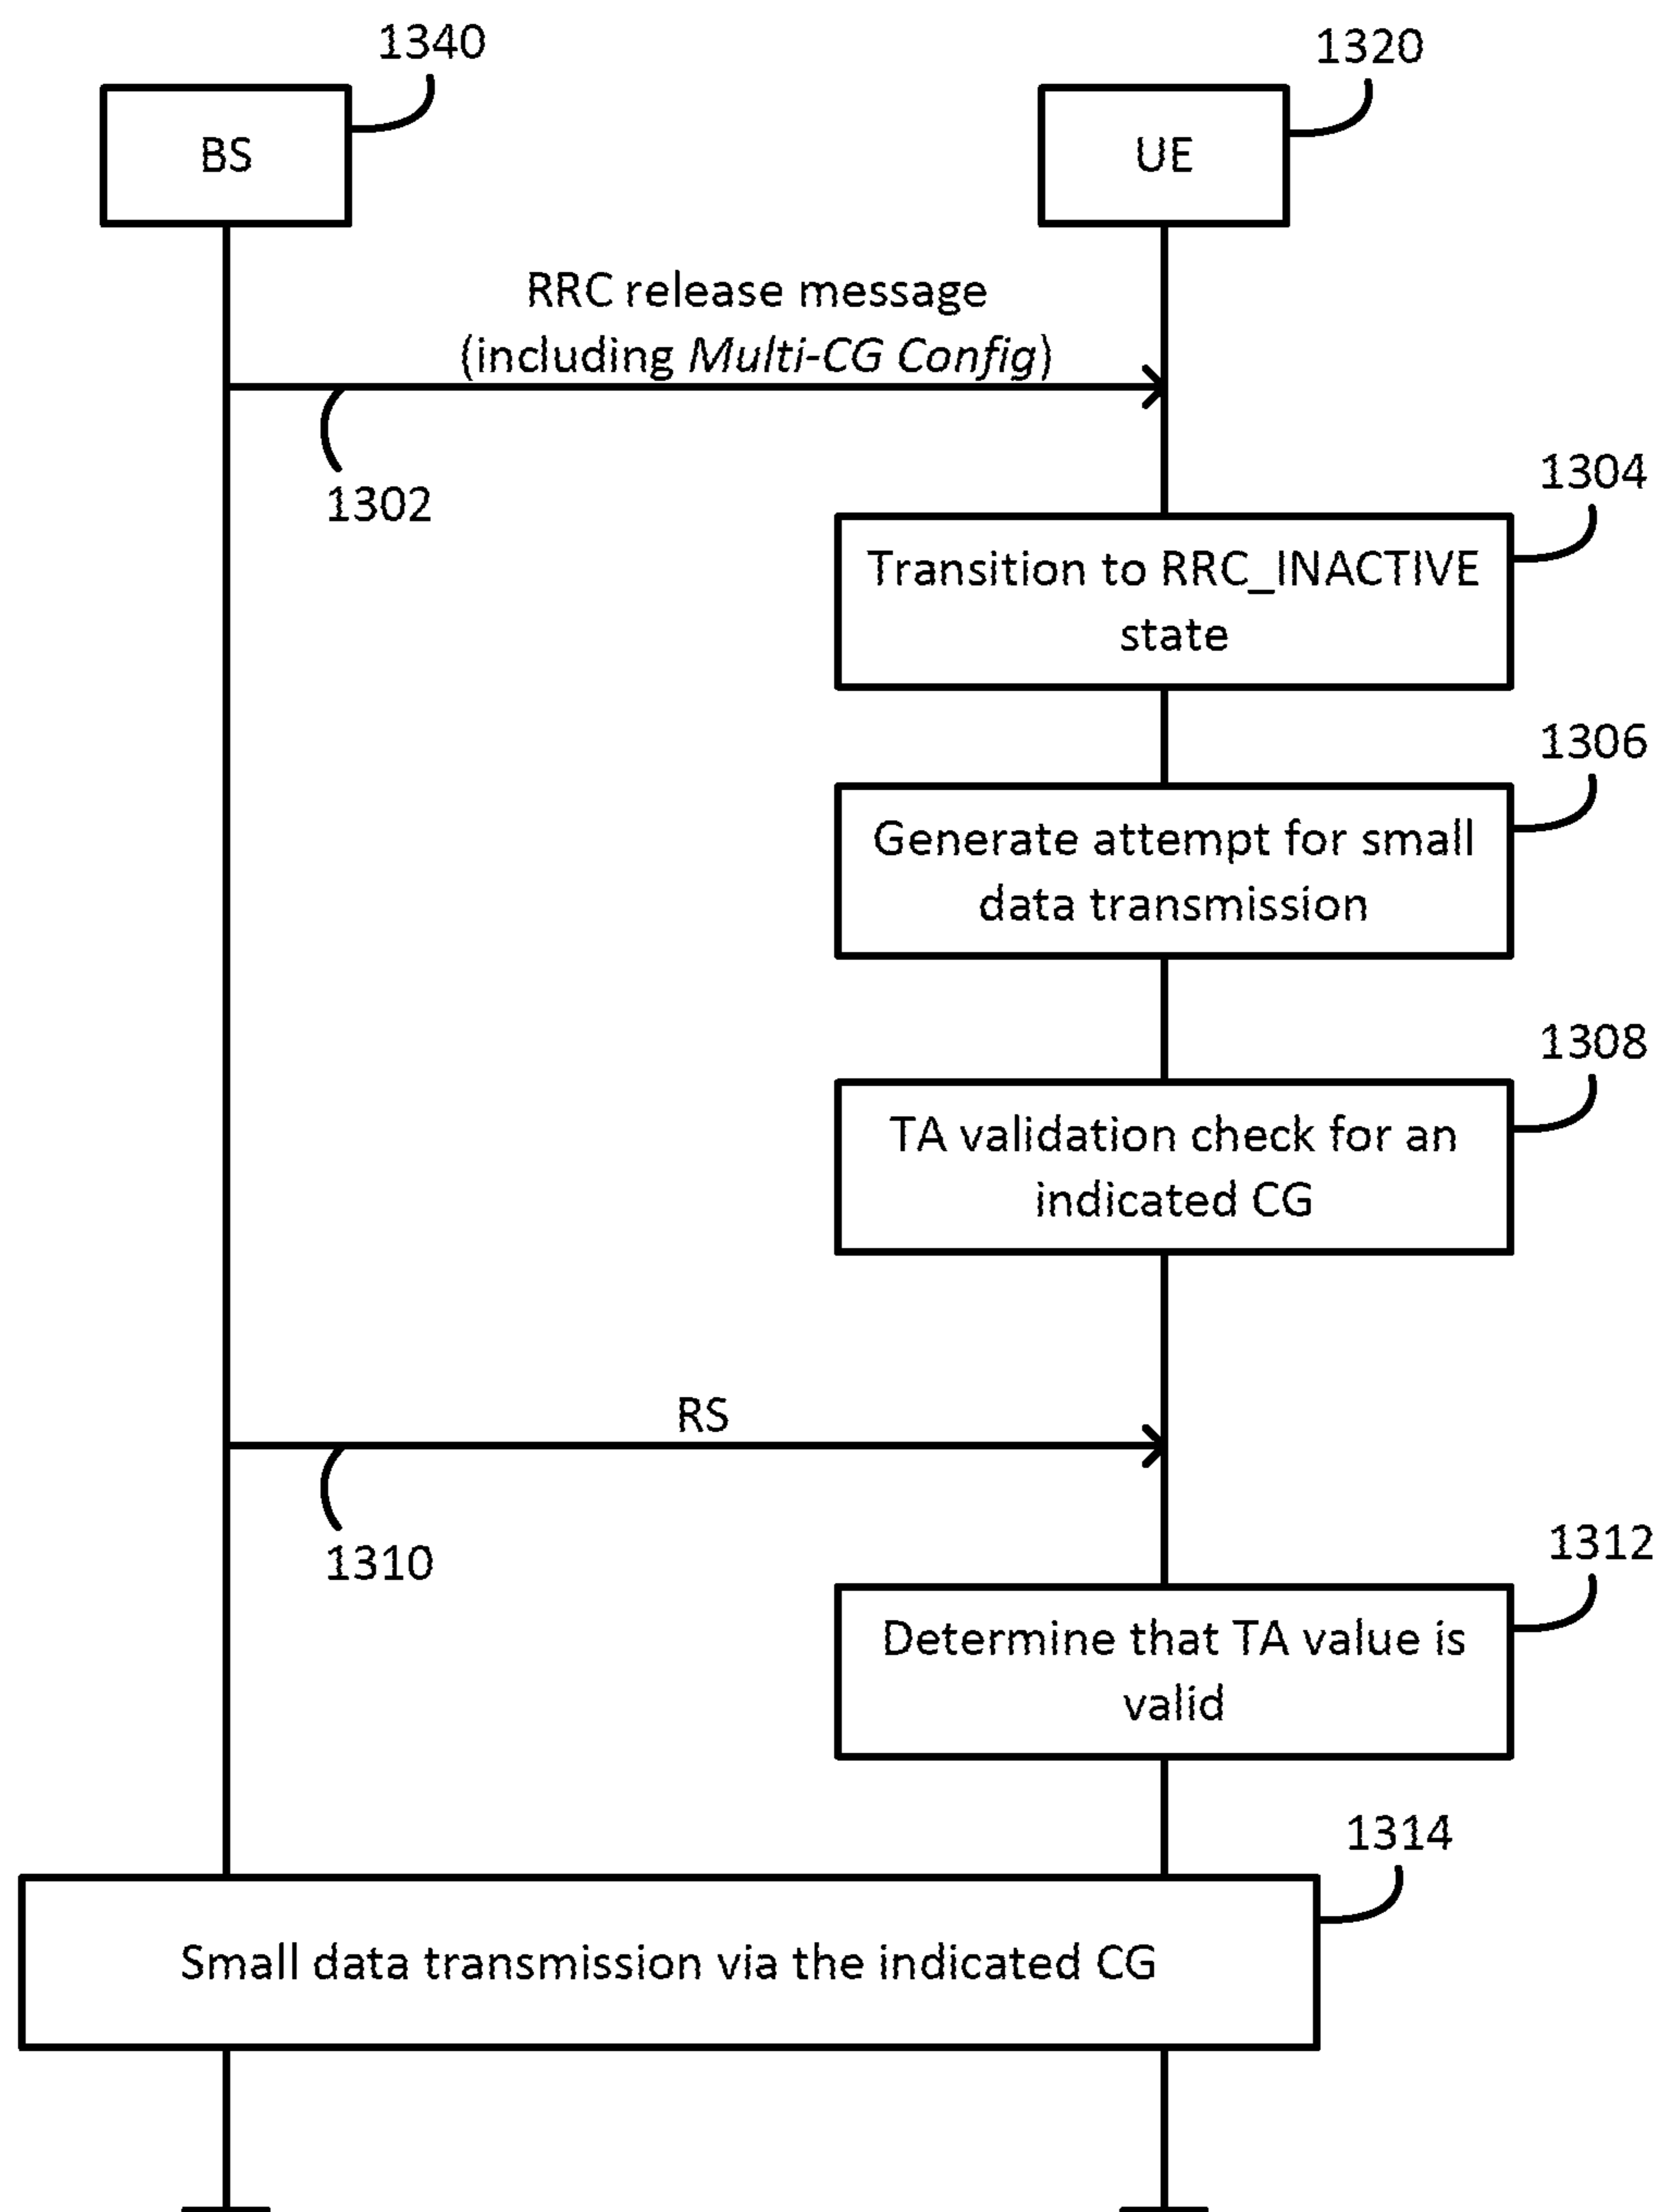 1340
1320
BS
UE
RRC release message
(including Multi-CG Config)
1302
1304
Transition to RRC_INACTIVE
state
1306
Generate attempt for small
data transmission
1308
TA validation check for an
indicated CG
RS
1310
1312
Determine that TA value is
valid
1314
Small data transmission via the indicated CG